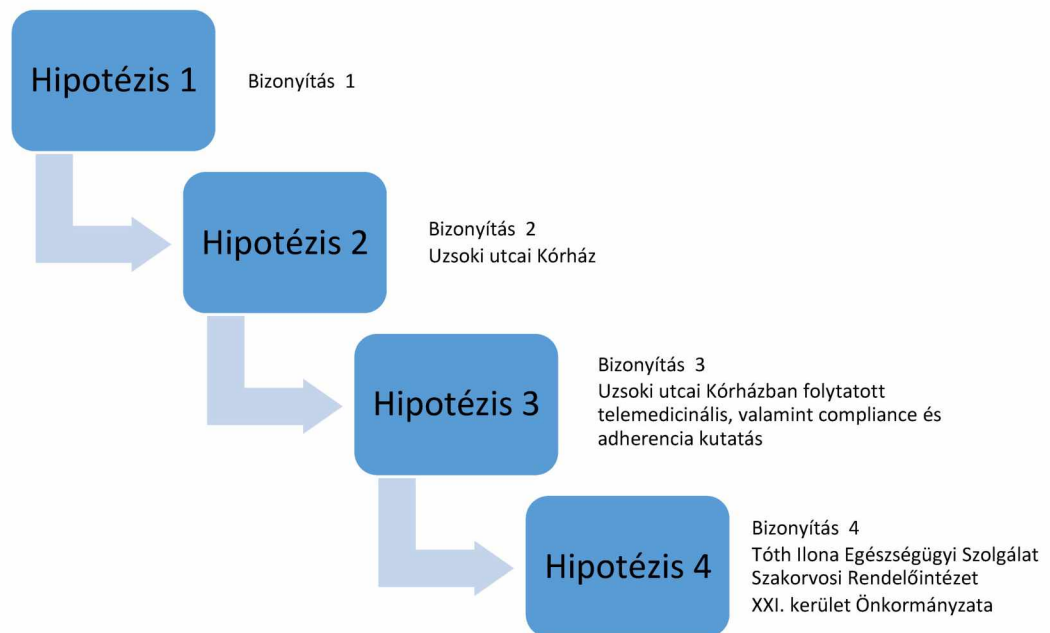 Hipotézis 1
Bizonyítás 1
Hipotézis 2
Bizonyítás 2
Uzsoki utcai Kórház
Hipotézis 3
Bizonyítás 3
Uzsoki utcai Kórházban folytatott
telemedicinális, valamint compliance és
adherencia kutatás
Hipotézis 4
Bizonyítás 4
Tóth Ilona Egészségügyi Szolgálat
Szakorvosi Rendelőintézet
XXI. kerület Önkormányzata